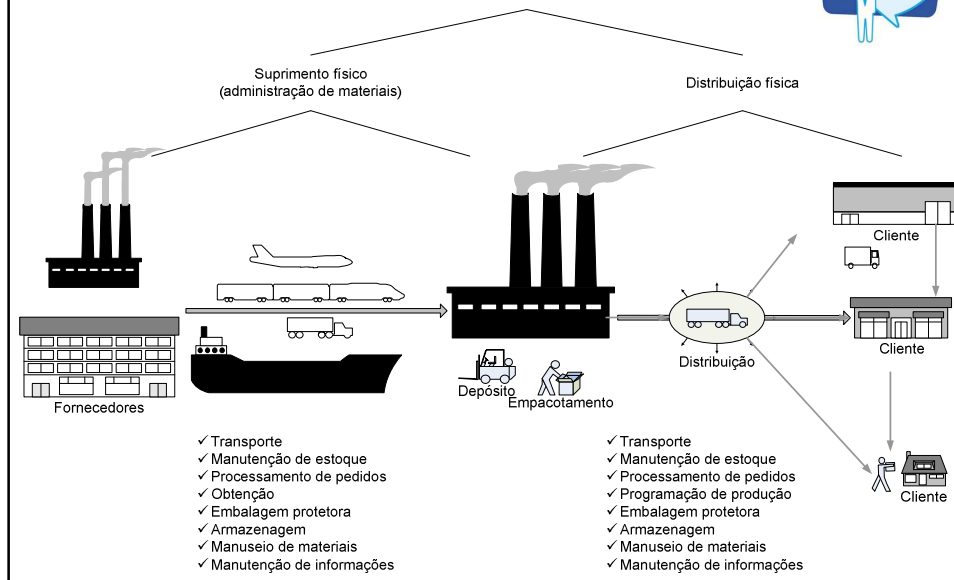 Suprimento físico
(administração de materiais)
Distribuição física
Cliente
Cliente
Distribuição
Depósito
Empacotamento
Fornecedores
Cliente
✓ Transporte
✓ Manutenção de estoque
✓ Processamento de pedidos
✓ Obtenção
✓ Embalagem protetora
✓ Armazenagem
✓ Manuseio de materiais
✓ Manutenção de informações
✓ Transporte
✓ Manutenção de estoque
✓ Processamento de pedidos
✓ Programação de produção
✓ Embalagem protetora
✓ Armazenagem
✓ Manuseio de materiais
✓ Manutenção de informações